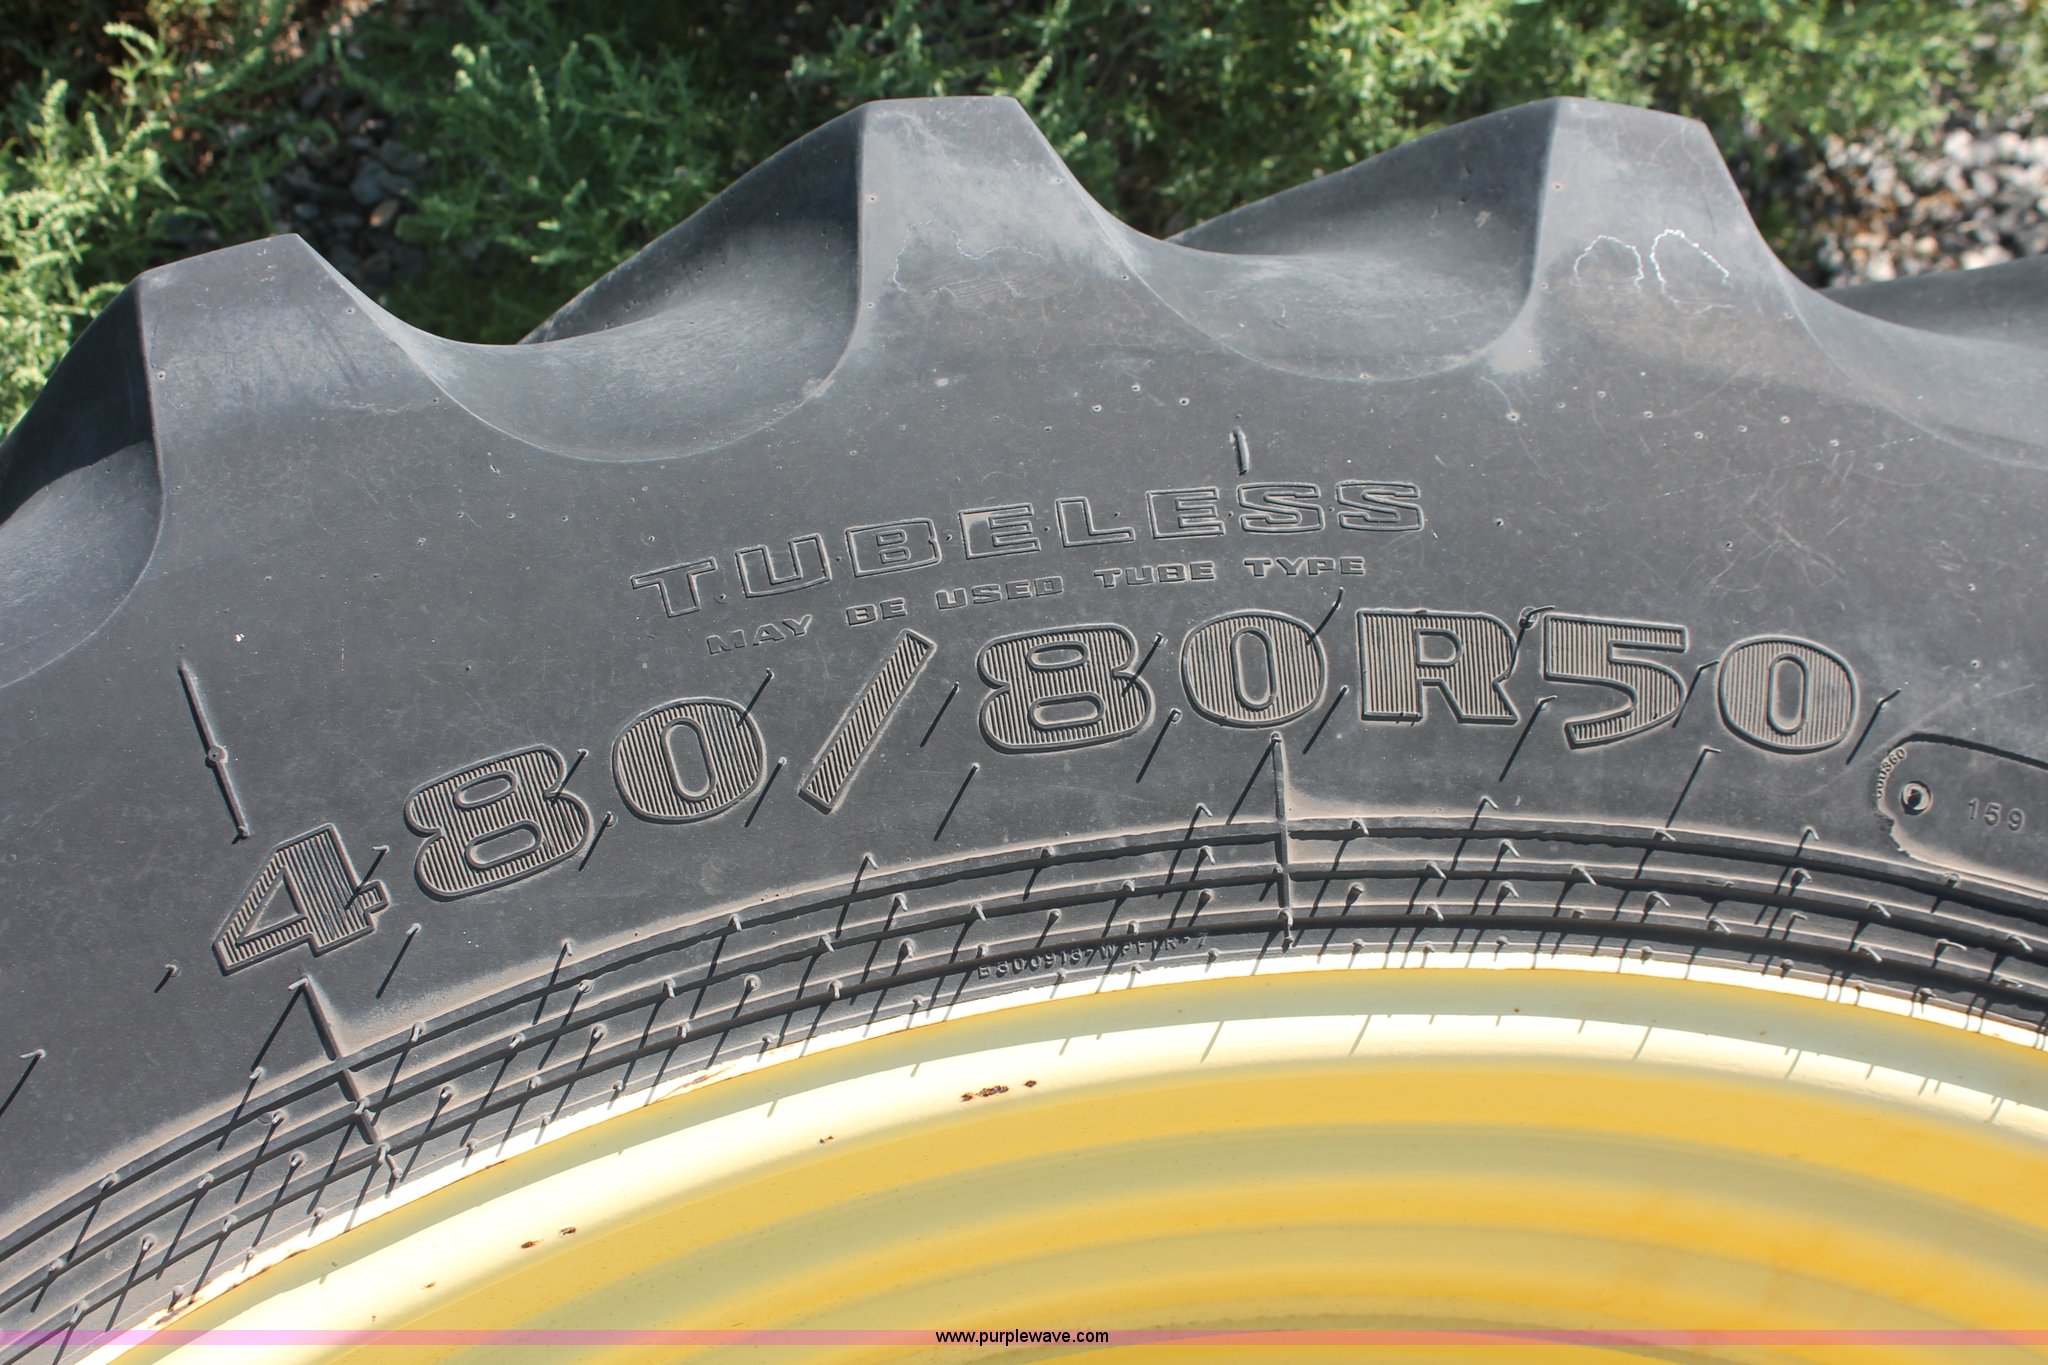 TUBELESS
MAY BE USED TUBE TYPE
480/80R50
159
www.purplewave.com